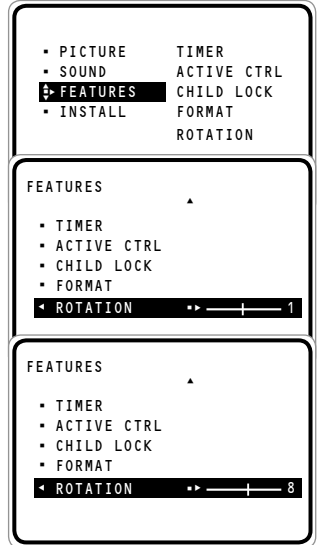 PICTURE TIMER
SOUND ACTIVE CTRL
FEATURES CHILD LOCK
INSTALL FORMAT
ROTATION
FEATURES
TIMER
ACTIVE CTRL
CHILD LOCK
FORMAT
ROTATION 1
FEATURES
TIMER
ACTIVE CTRL
CHILD LOCK
FORMAT
ROTATION 8